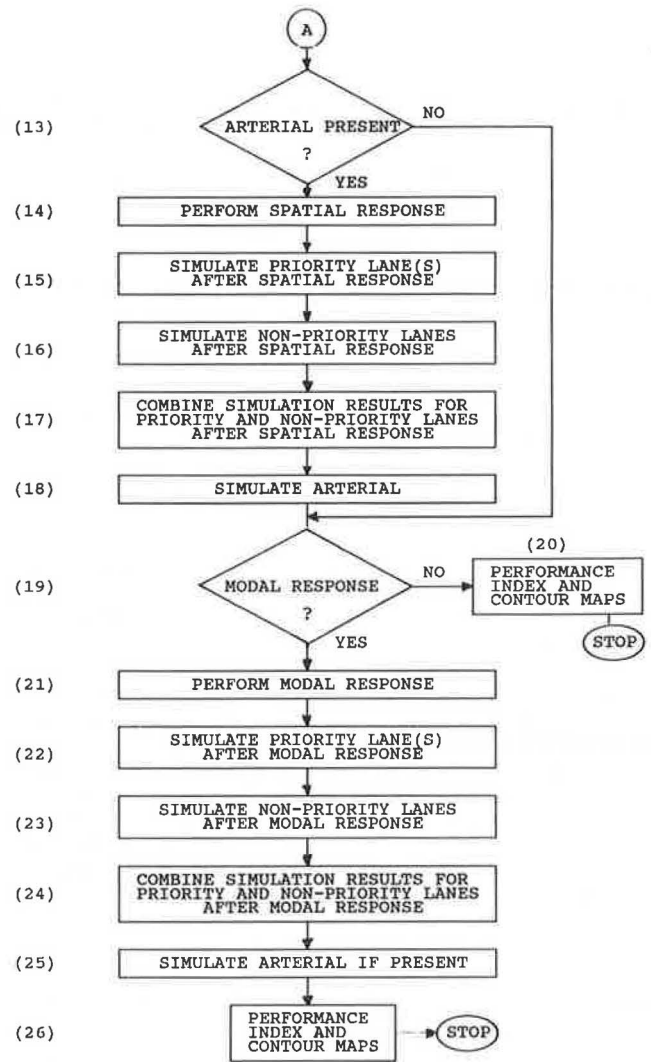 A
(13)
ARTERIAL PRESENT
?
NO
YES
(14)
PERFORM SPATIAL RESPONSE
(15)
SIMULATE PRIORITY LANE(S)
AFTER SPATIAL RESPONSE
(16)
SIMULATE NON-PRIORITY LANES
AFTER SPATIAL RESPONSE
(17)
COMBINE SIMULATION RESULTS FOR
PRIORITY AND NON-PRIORITY LANES
AFTER SPATIAL RESPONSE
(18)
SIMULATE ARTERIAL
(19)
MODAL RESPONSE
?
NO
YES
(20)
PERFORMANCE
INDEX AND
CONTOUR MAPS
STOP
(21)
PERFORM MODAL RESPONSE
(22)
SIMULATE PRIORITY LANE(S)
AFTER MODAL RESPONSE
(23)
SIMULATE NON-PRIORITY LANES
AFTER MODAL RESPONSE
(24)
COMBINE SIMULATION RESULTS FOR
PRIORITY AND NON-PRIORITY LANES
AFTER MODAL RESPONSE
(25)
SIMULATE ARTERIAL IF PRESENT
(26)
PERFORMANCE
INDEX AND
CONTOUR MAPS
STOP